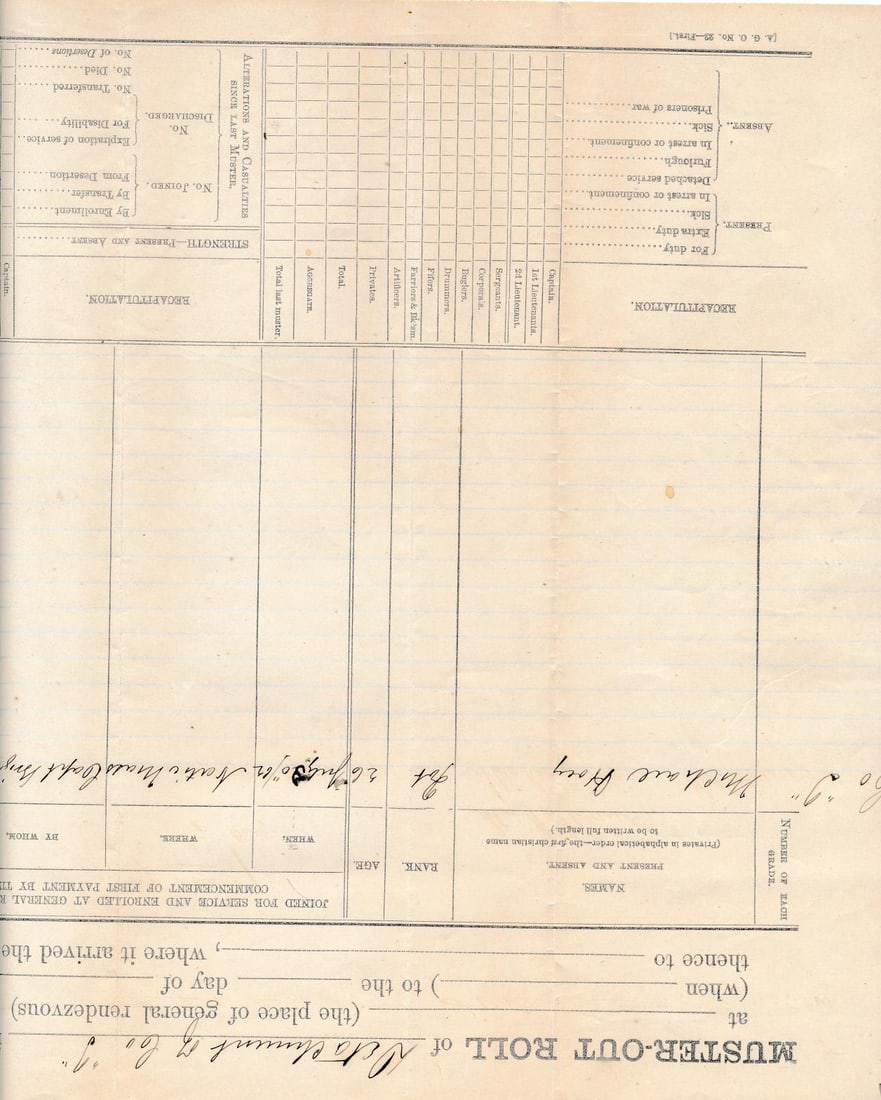 MUSTER-OUT ROLL of Detachment of Co "I"
at (the place of general rendezvous)
(when ) to the day of
thence to , where it arrived the
NUMBER OF EACH GRADE.
NAMES.
PRESENT AND ABSENT.
(Privates in alphabetical order—the first christian name
to be written full length.)
RANK.
AGE.
JOINED FOR SERVICE AND ENROLLED AT GENERAL
COMMENCEMENT OF FIRST PAYMENT BY
WHEN.
WHERE.
BY WHOM.
Co "I" Michael Pvt 26 Capt
RECAPITULATION.
Captain.
1st Lieutenants.
2d Lieutenant.
Sergeants.
Corporals.
Buglers.
Drummers.
Fifers.
Farriers & Bk'sm.
Artificers.
Privates.
Total.
AGGREGATE.
Total last muster.
RECAPITULATION.
Captain.
PRESENT.
For duty
Extra duty
Sick
In arrest or confinement
ABSENT..
Detached service
Furlough
In arrest or confinement
Sick
Prisoners of war
STRENGTH—PRESENT AND ABSENT
ALTERATIONS AND CASUALTIES SINCE LAST MUSTER.
No. JOINED.
By Enrollment
By Transfer
From Desertion
No. DISCHARGED.
Expiration of service
For Disability
No. Transferred
No. Died
No. of Desertions
[A. G. O. No. 22—First.]